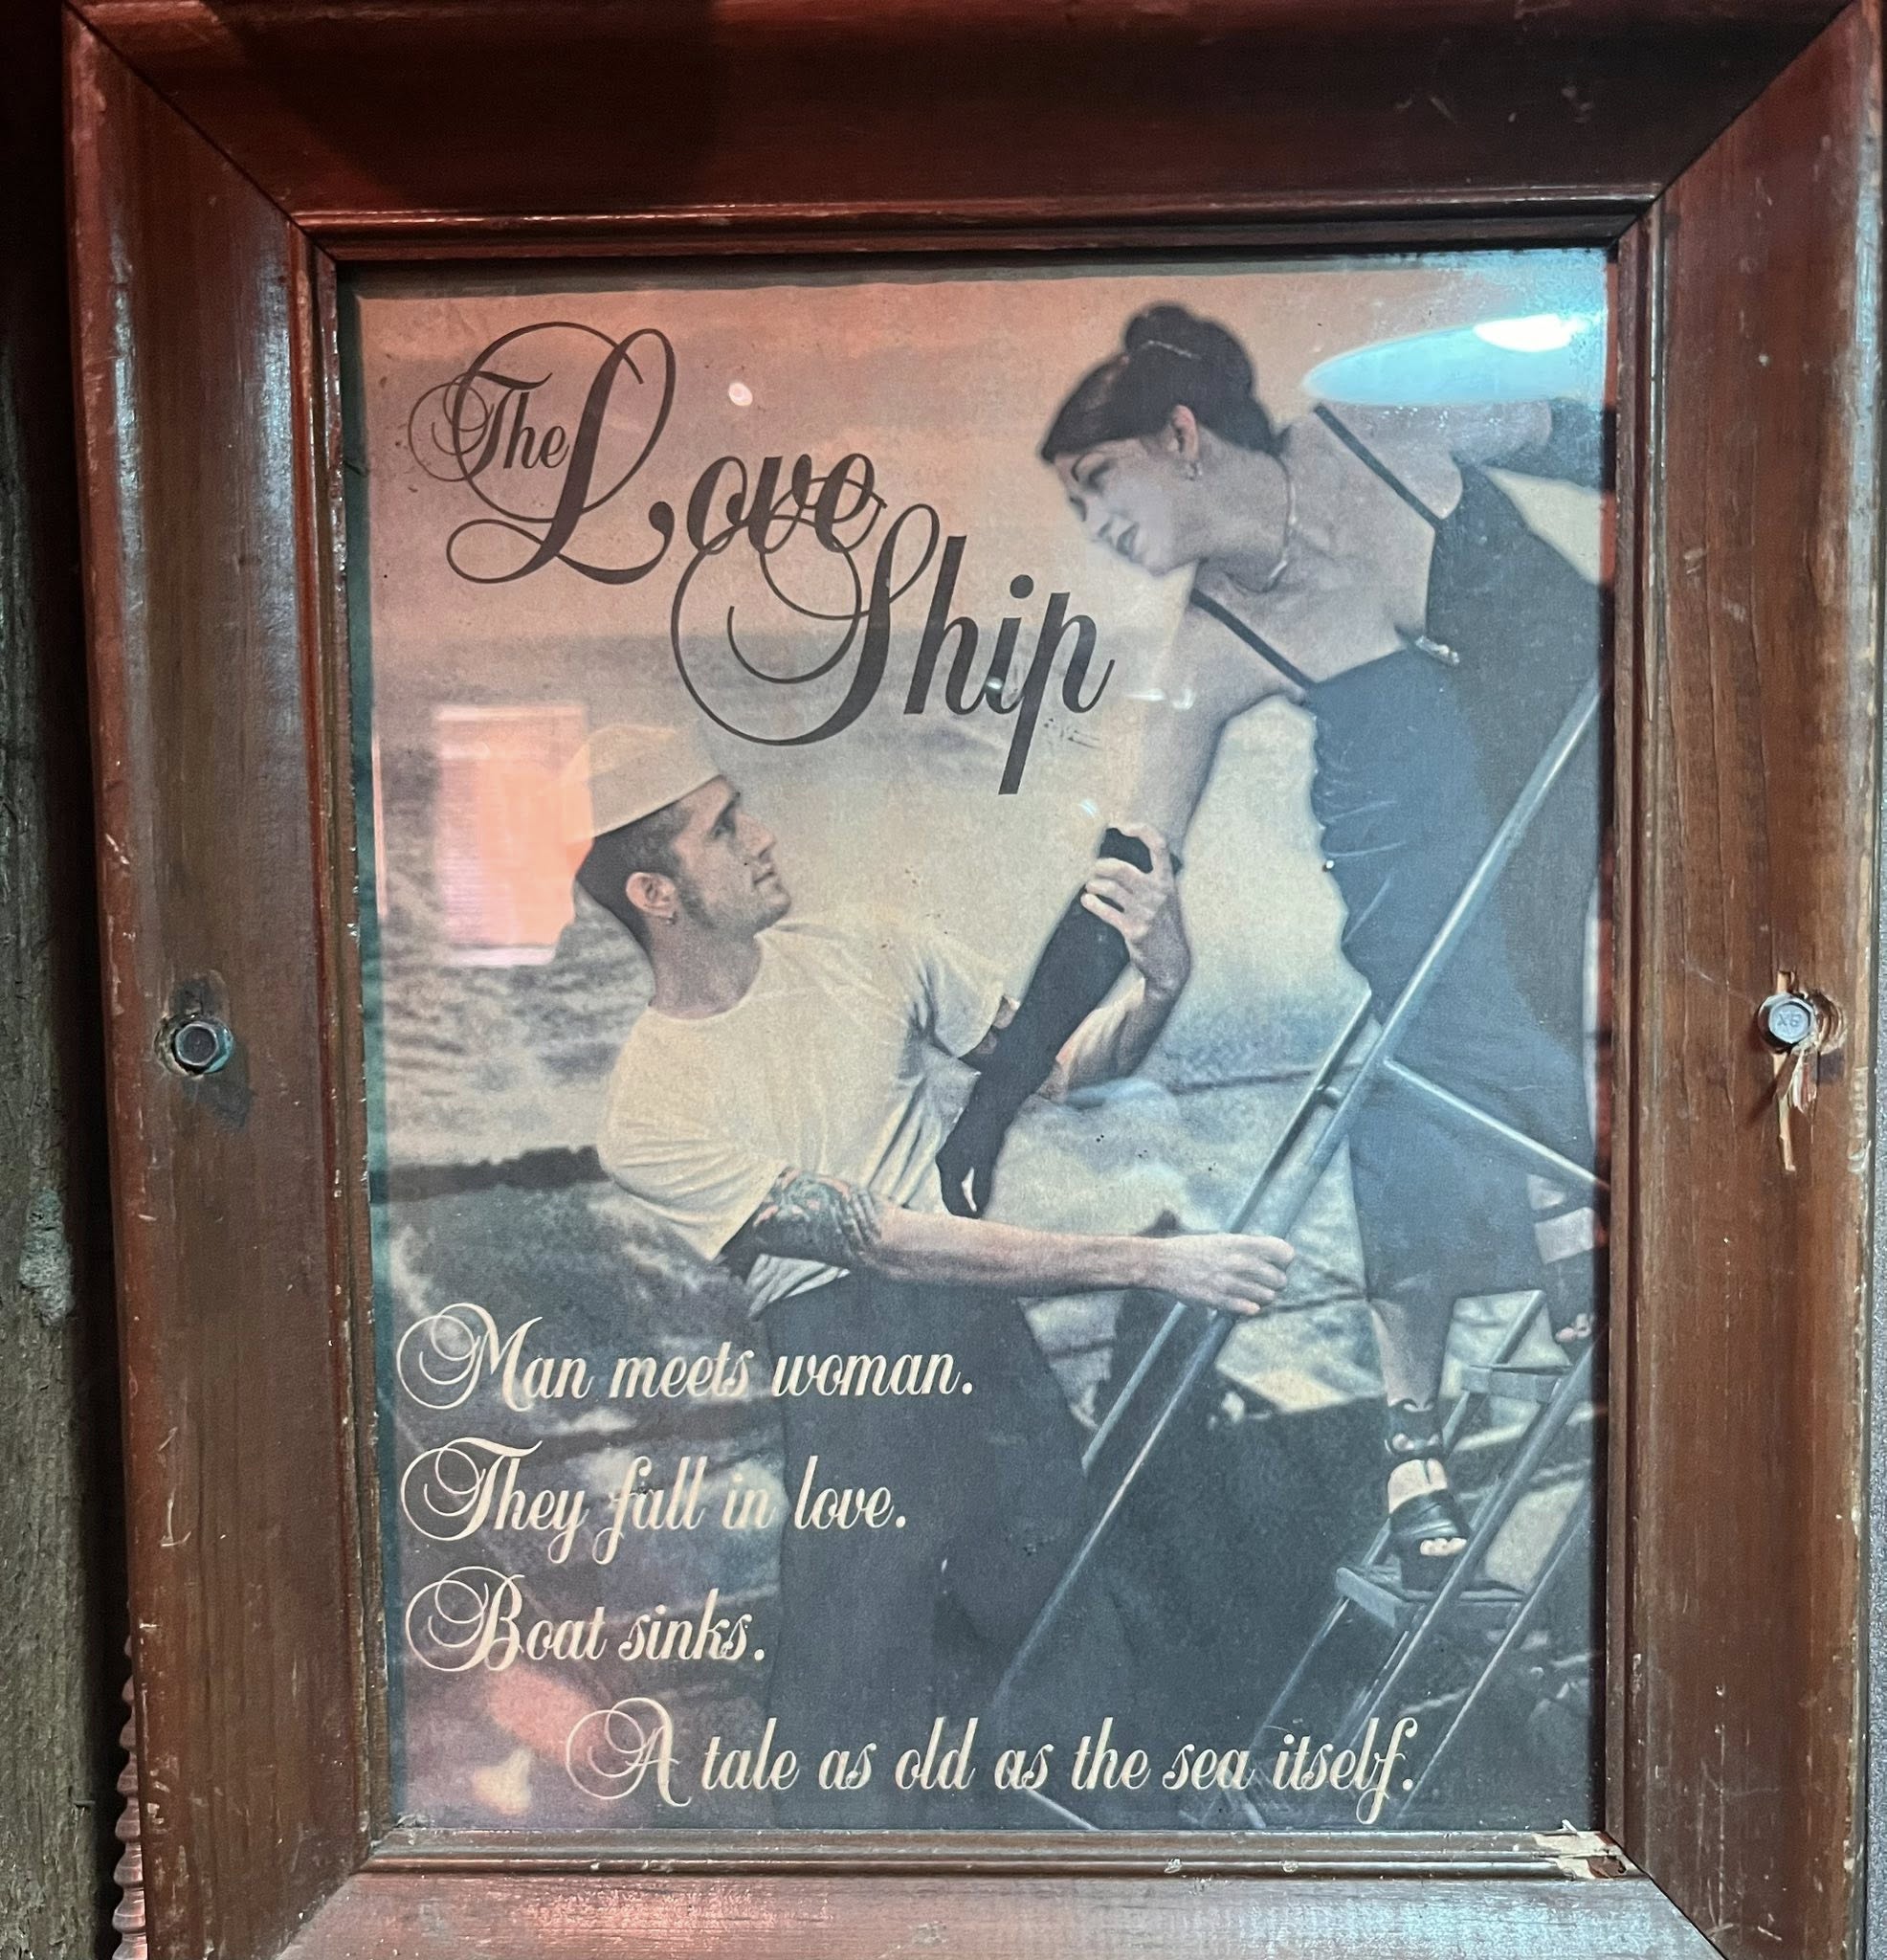 The Love
Ship
Man meets woman.
They fall in love.
Boat sinks.
A tale as old as the sea itself.